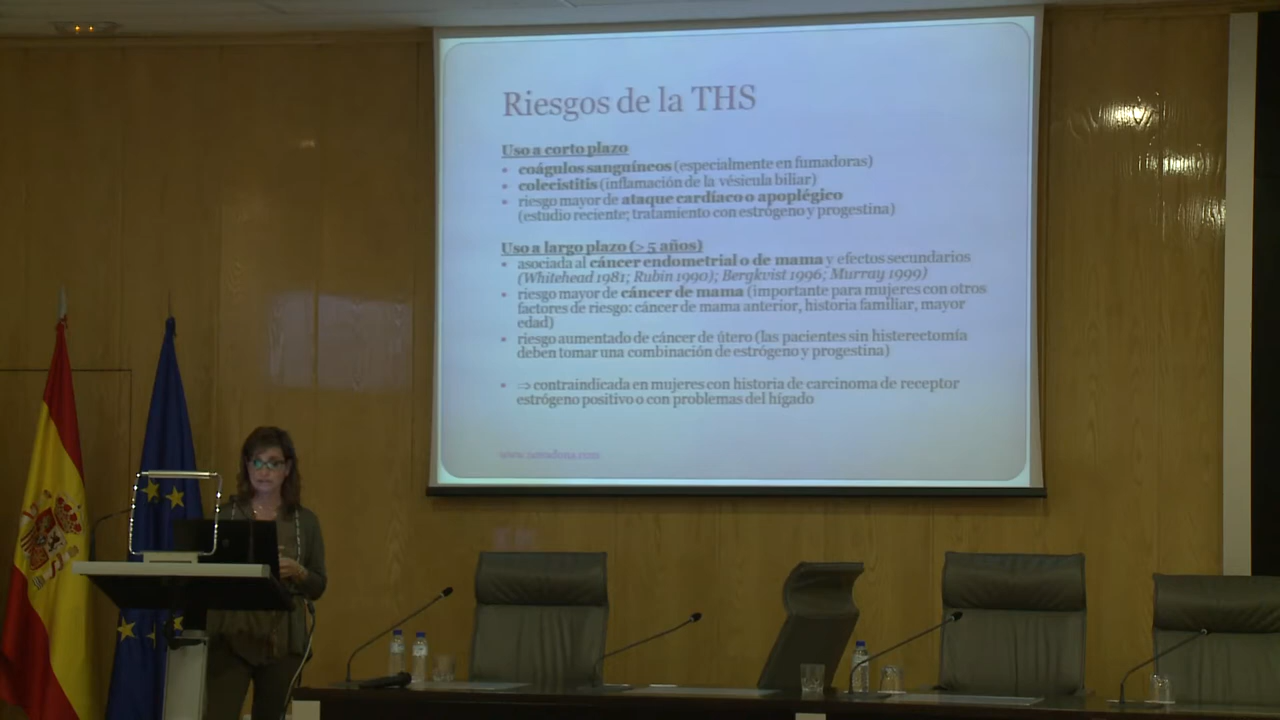 Riesgos de la THS
Uso a corto plazo
• coágulos sanguíneos (especialmente en fumadoras)
• colecistitis (inflamación de la vésicula biliar)
• riesgo mayor de ataque cardíaco o apoplégico
(estudio reciente; tratamiento con estrógeno y progestina)
Uso a largo plazo (> 5 años)
• asociada al cáncer endometrial o de mama y efectos secundarios
(Whitehead 1981; Rubin 1990); Bergkvist 1996; Murray 1999)
• riesgo mayor de cáncer de mama (importante para mujeres con otros
factores de riesgo: cáncer de mama anterior, historia familiar, mayor
edad)
• riesgo aumentado de cáncer de útero (las pacientes sin histerectomía
deben tomar una combinación de estrógeno y progestina)
• ⇒ contraindicada en mujeres con historia de carcinoma de receptor
estrógeno positivo o con problemas del hígado